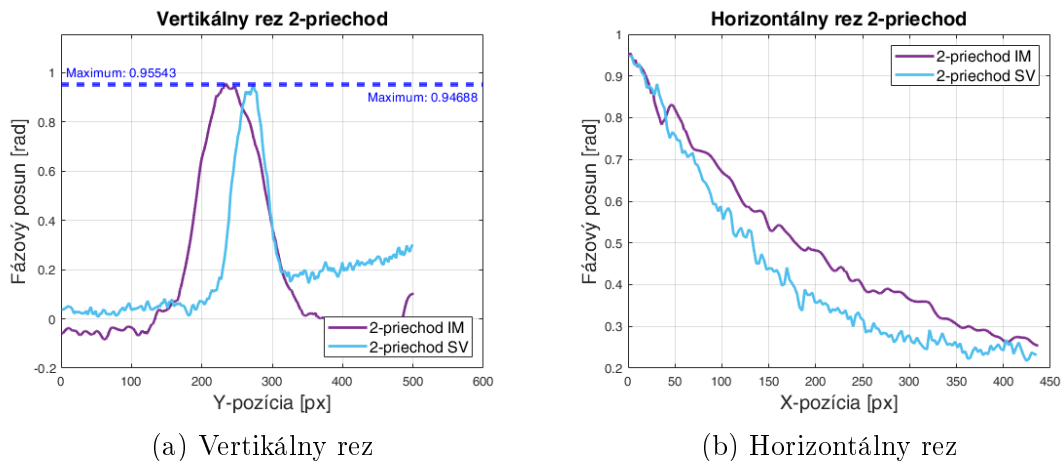 Vertikálny rez 2-priechod
Fázový posun [rad]
1
0.8
0.6
0.4
0.2
0
-0.2
Maximum: 0.95543
Maximum: 0.94688
2-priechod IM
2-priechod SV
0 100 200 300 400 500 600
Y-pozícia [px]
(a) Vertikálny rez
Horizontálny rez 2-priechod
Fázový posun [rad]
1
0.9
0.8
0.7
0.6
0.5
0.4
0.3
0.2
2-priechod IM
2-priechod SV
0 50 100 150 200 250 300 350 400 450
X-pozícia [px]
(b) Horizontálny rez